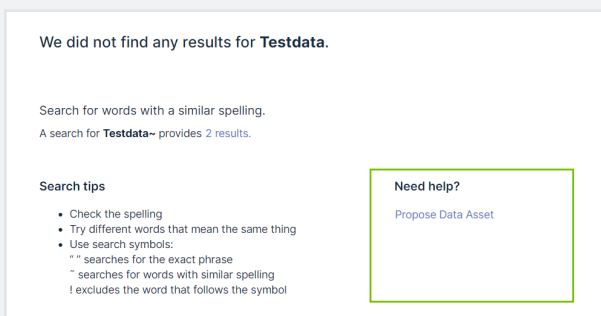 We did not find any results for Testdata.
Search for words with a similar spelling.
A search for Testdata~ provides 2 results.
Search tips
Check the spelling
Try different words that mean the same thing
Use search symbols:
" " searches for the exact phrase
~ searches for words with similar spelling
! excludes the word that follows the symbol
Need help?
Propose Data Asset